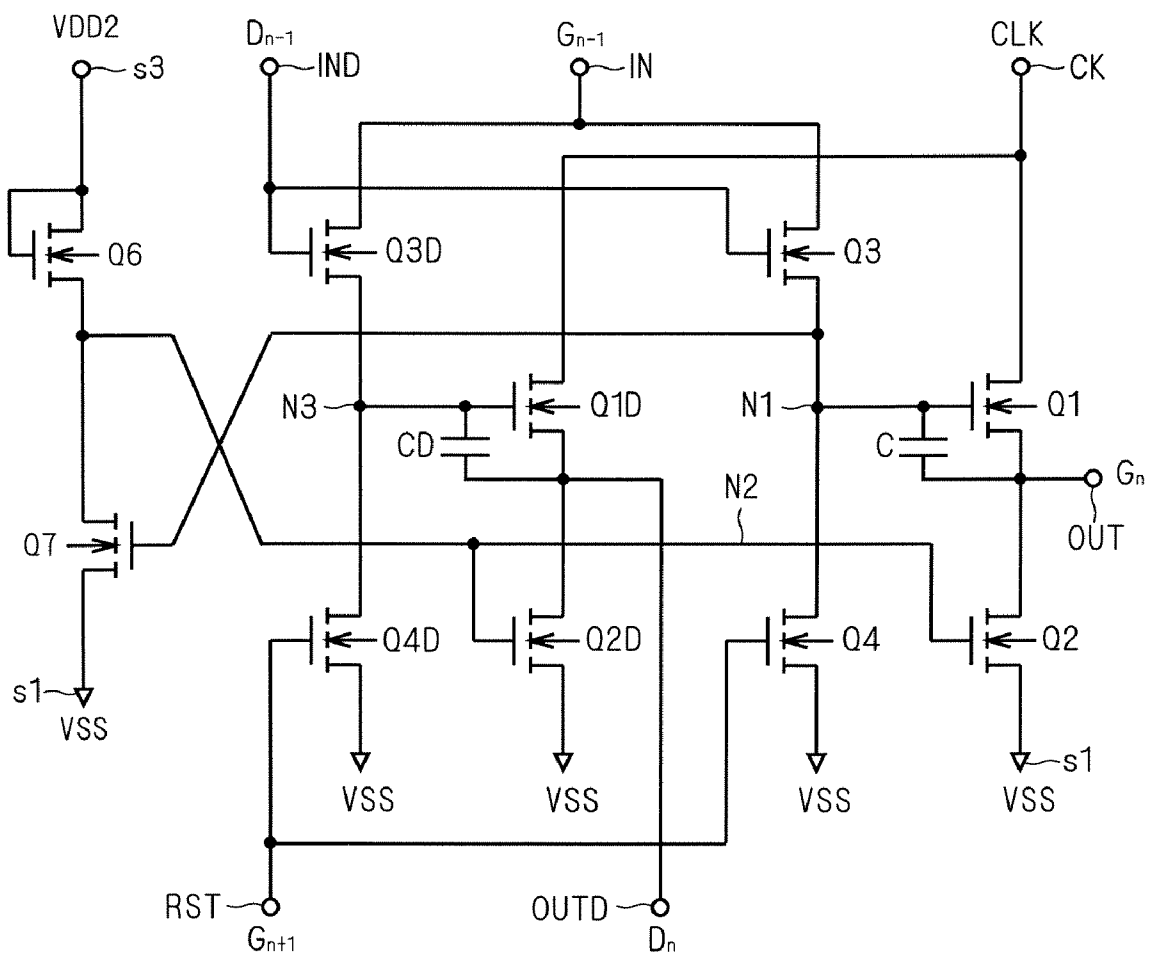 VDD2
s3
Dn-1
IND
Gn-1
IN
CLK
CK
Q6
Q3D
Q3
N3
Q1D
N1
Q1
CD
C
Gn
N2
OUT
Q7
Q4D
Q2D
Q4
Q2
s1
VSS
s1
VSS
VSS
VSS
VSS
RST
Gn+1
OUTD
Dn